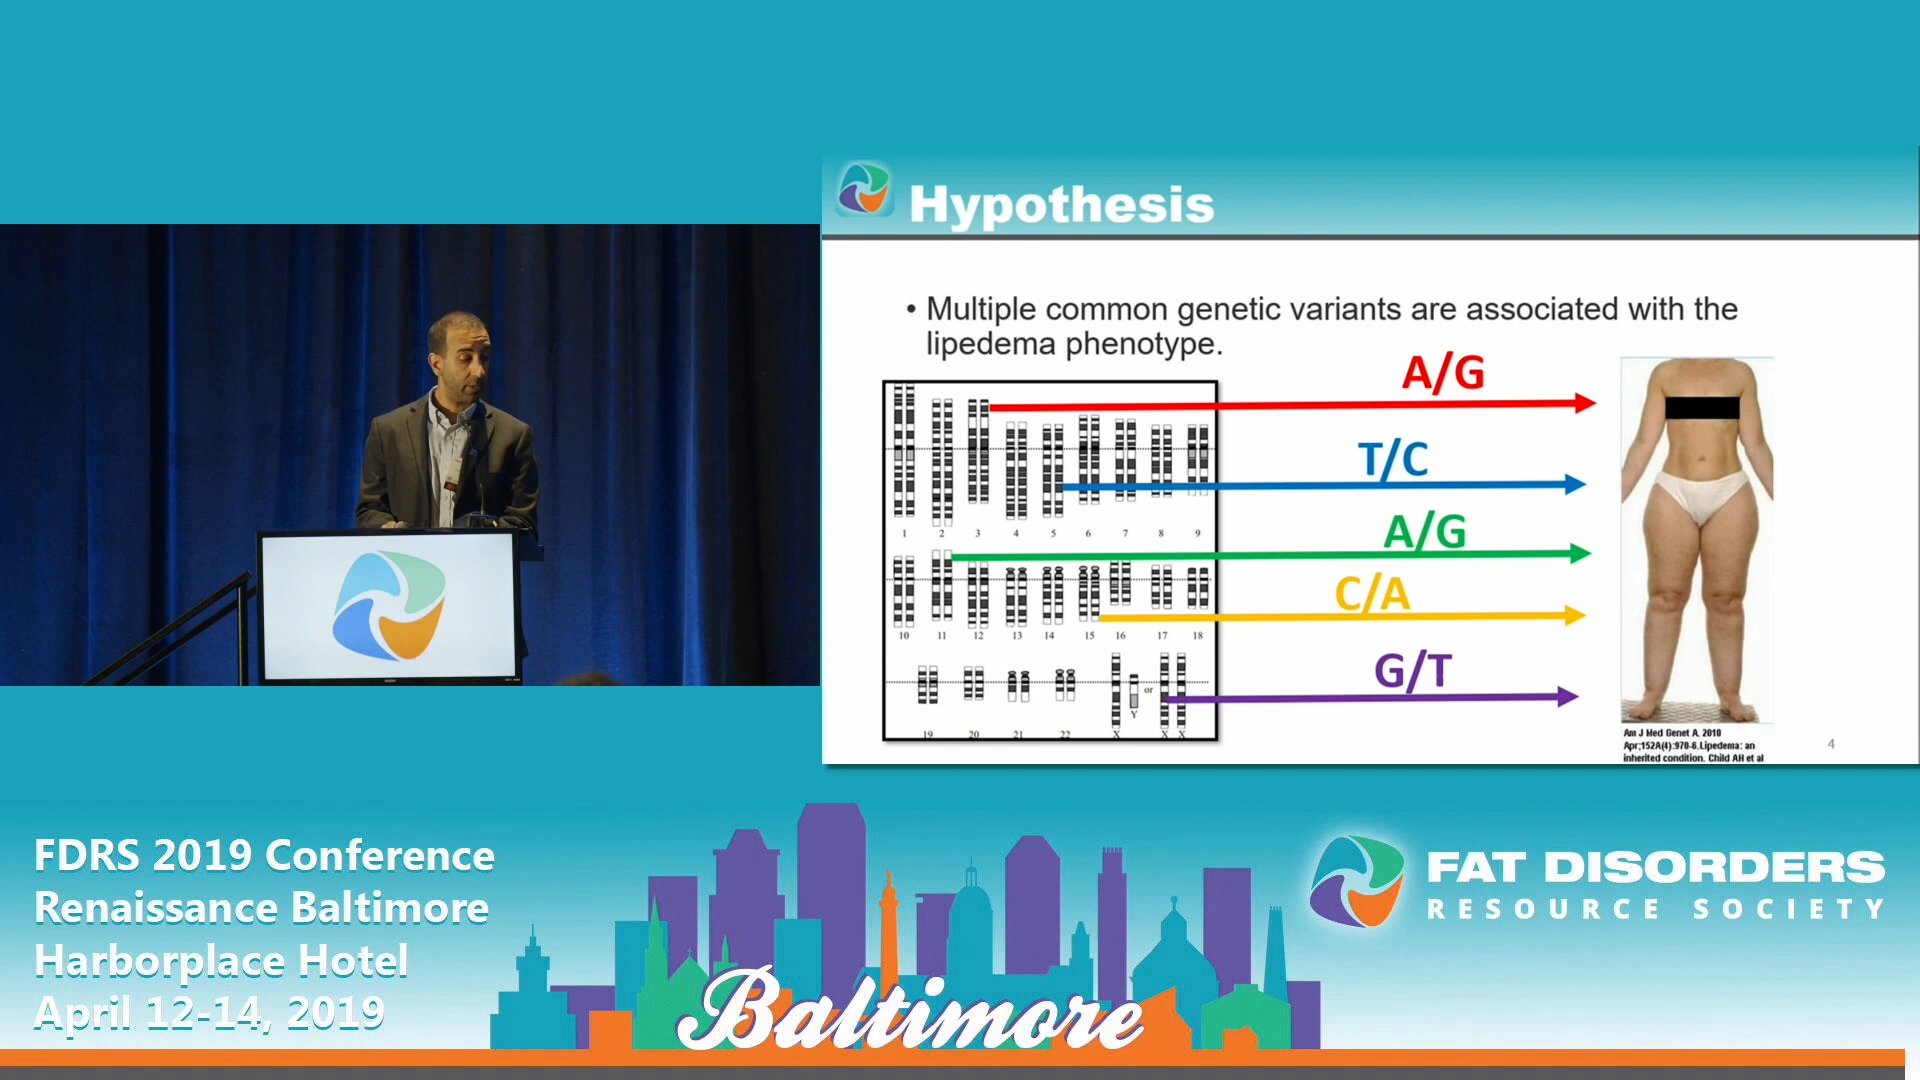 Hypothesis
• Multiple common genetic variants are associated with the
lipedema phenotype.
A/G
T/C
A/G
C/A
G/T
1 2 3 4 5 6 7 8 9
10 11 12 13 14 15 16 17 18
or
Y
19 20 21 22 X X X
Am J Med Genet A. 2010
Apr;152A(4):970-6.Lipedema: an
inherited condition. Child AH et al
4
FDRS 2019 Conference
Renaissance Baltimore
Harborplace Hotel
April 12-14, 2019
Baltimore
FAT DISORDERS
RESOURCE SOCIETY